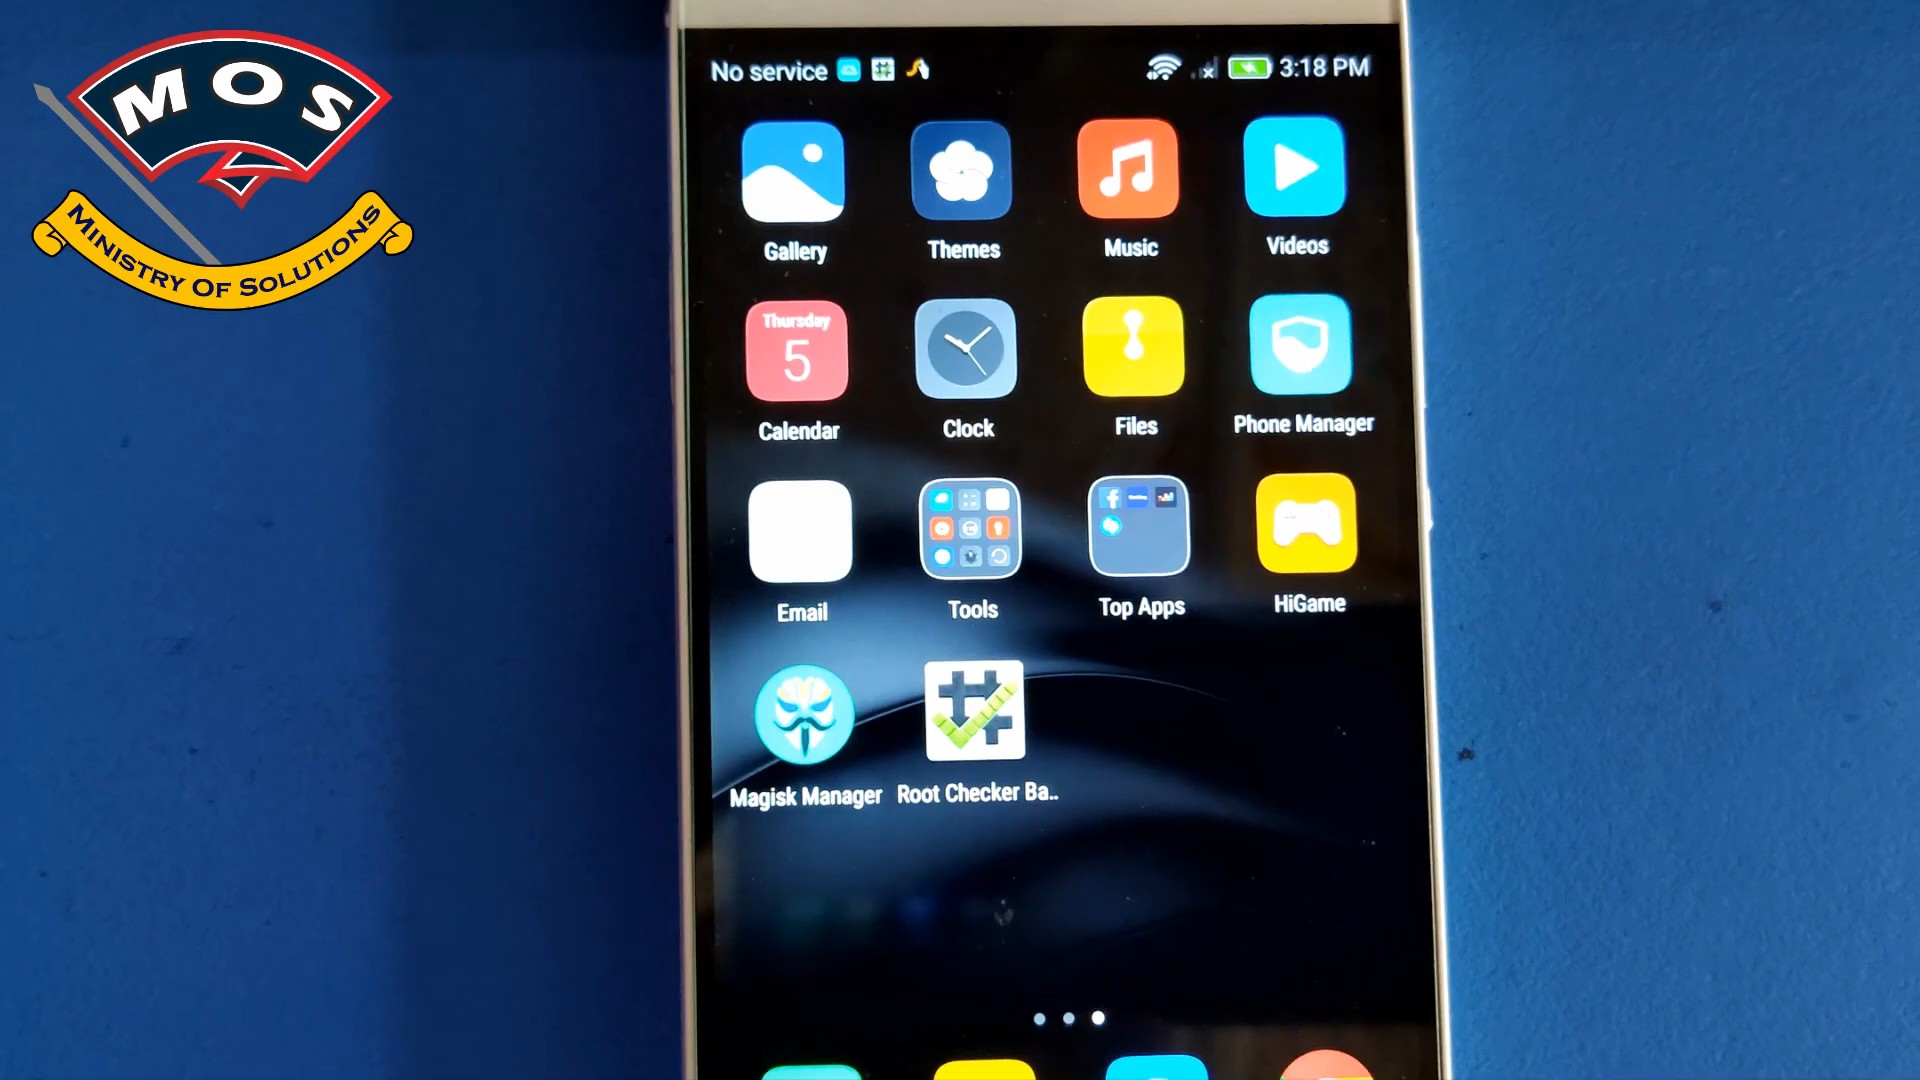 MOS
MINISTRY OF SOLUTIONS
No service 3:18 PM
Gallery Themes Music Videos
Thursday
5
Calendar Clock Files Phone Manager
Email Tools Top Apps HiGame
Magisk Manager Root Checker Ba..